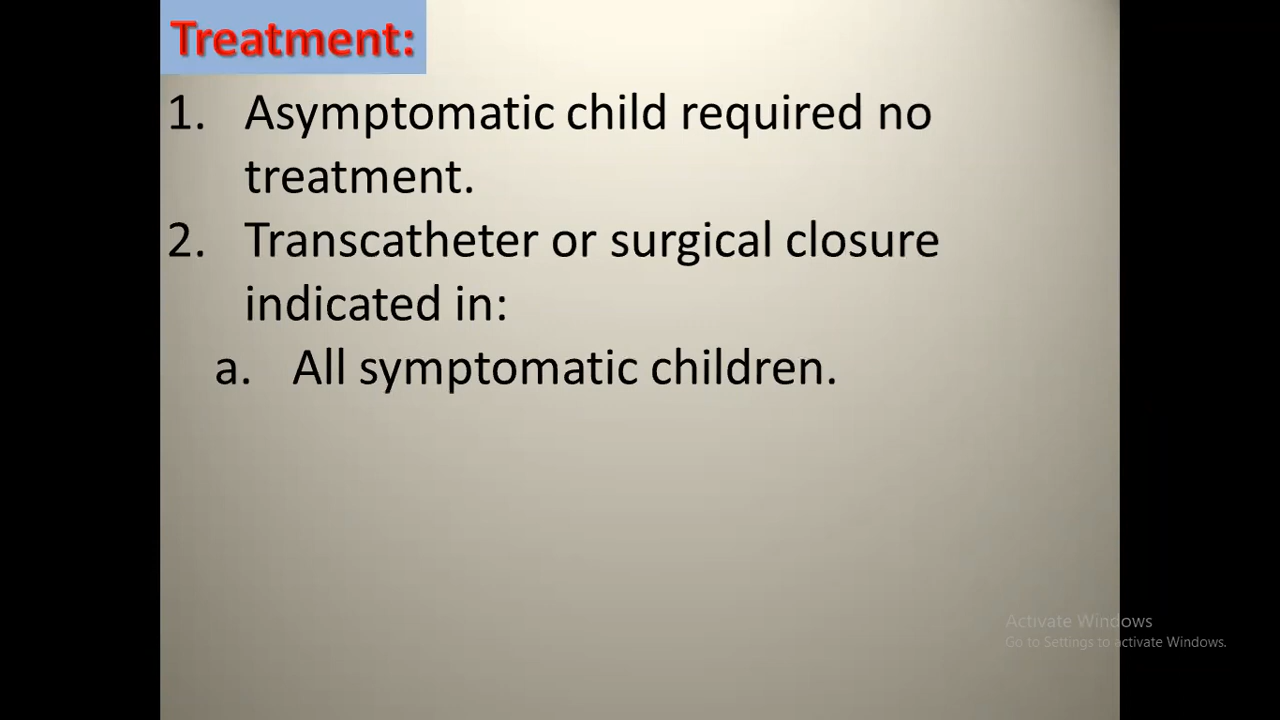 Treatment:
1. Asymptomatic child required no
treatment.
2. Transcatheter or surgical closure
indicated in:
a. All symptomatic children.
Activate Windows
Go to Settings to activate Windows.